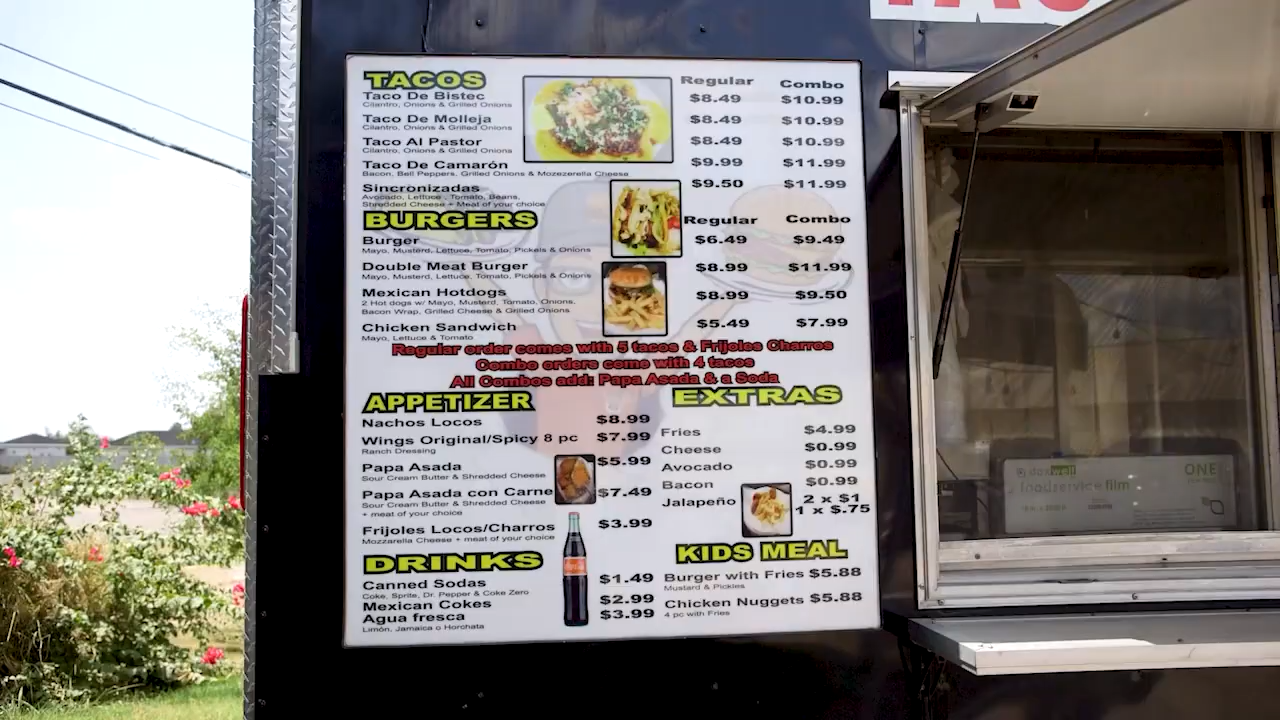 TACOS Regular Combo
Taco De Bistec $8.49 $10.99
Cilantro, Onions & Grilled Onions
Taco De Molleja $8.49 $10.99
Cilantro, Onions & Grilled Onions
Taco Al Pastor $8.49 $10.99
Cilantro, Onions & Grilled Onions
Taco De Camarón $9.99 $11.99
Bacon, Bell Peppers, Grilled Onions & Mozezerella Cheese
Sincronizadas $9.50 $11.99
Avocado, Lettuce, Tomato, Beans,
Shredded Cheese + Meat of your choice
BURGERS Regular Combo
Burger $6.49 $9.49
Mayo, Musterd, Lettuce, Tomato, Pickels & Onions
Double Meat Burger $8.99 $11.99
Mayo, Musterd, Lettuce, Tomato, Pickels & Onions
Mexican Hotdogs $8.99 $9.50
2 Hot dogs w/ Mayo, Musterd, Tomato, Onions,
Bacon Wrap, Grilled Cheese & Grilled Onions
Chicken Sandwich $5.49 $7.99
Mayo, Lettuce & Tomato
Regular order comes with 5 tacos & Frijoles Charros
Combo orders come with 4 tacos
All Combos add: Papa Asada & a Soda
APPETIZER
Nachos Locos $8.99
Wings Original/Spicy 8 pc $7.99
Ranch Dressing
Papa Asada $5.99
Sour Cream Butter & Shredded Cheese
Papa Asada con Carne $7.49
Sour Cream Butter & Shredded Cheese
+ meat of your choice
Frijoles Locos/Charros $3.99
Mozzarella Cheese + meat of your choice
DRINKS
Canned Sodas $1.49
Coke, Sprite, Dr. Pepper & Coke Zero
Mexican Cokes $2.99
Agua fresca $3.99
Limón, Jamaica o Horchata
EXTRAS
Fries $4.99
Cheese $0.99
Avocado $0.99
Bacon $0.99
Jalapeño 2 x $1
1 x $.75
KIDS MEAL
Burger with Fries $5.88
Mustard & Pickles
Chicken Nuggets $5.88
4 pc with Fries
daxwell ONE
foodservice film